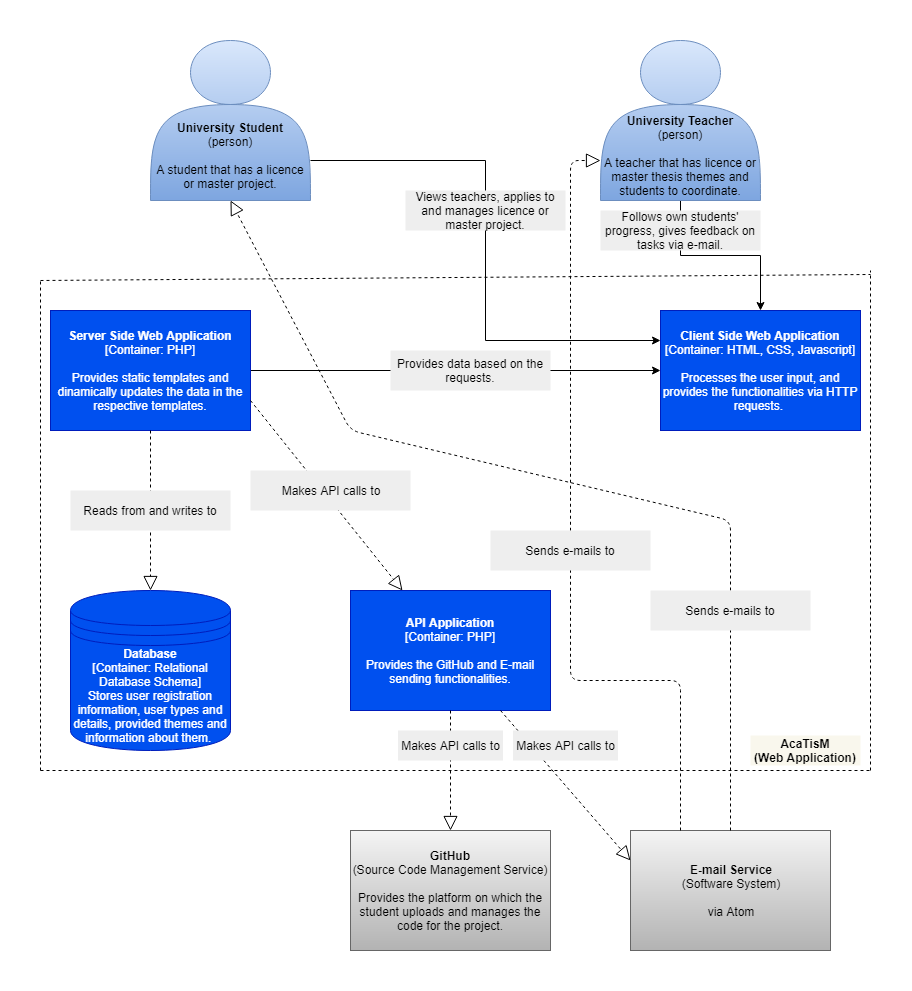 University Student
(person)
A student that has a licence
or master project.
University Teacher
(person)
A teacher that has licence or
master thesis themes and
students to coordinate.
Views teachers, applies to
and manages licence or
master project.
Follows own students'
progress, gives feedback on
tasks via e-mail.
Server Side Web Application
[Container: PHP]
Provides static templates and
dinamically updates the data in the
respective templates.
Provides data based on the
requests.
Client Side Web Application
[Container: HTML, CSS, Javascript]
Processes the user input, and
provides the functionalities via HTTP
requests.
Reads from and writes to
Makes API calls to
Sends e-mails to
Sends e-mails to
Database
[Container: Relational
Database Schema]
Stores user registration
information, user types and
details, provided themes and
information about them.
API Application
[Container: PHP]
Provides the GitHub and E-mail
sending functionalities.
Makes API calls to
Makes API calls to
AcaTisM
(Web Application)
GitHub
(Source Code Management Service)
Provides the platform on which the
student uploads and manages the
code for the project.
E-mail Service
(Software System)
via Atom